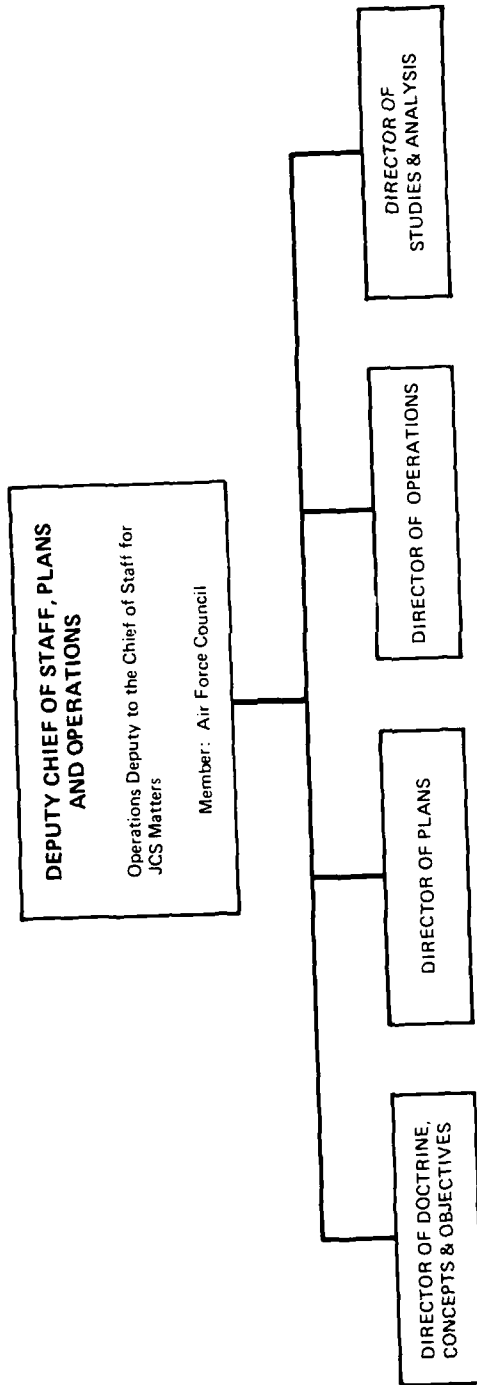 DEPUTY CHIEF OF STAFF, PLANS
AND OPERATIONS
Operations Deputy to the Chief of Staff for
JCS Matters
Member: Air Force Council
DIRECTOR OF DOCTRINE,
CONCEPTS & OBJECTIVES
DIRECTOR OF PLANS
DIRECTOR OF OPERATIONS
DIRECTOR OF
STUDIES & ANALYSIS